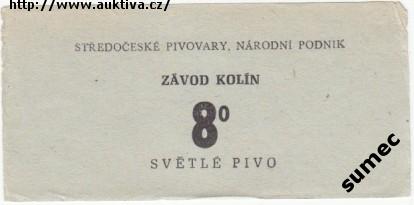 http://www.auktiva.cz/
STŘEDOČESKÉ PIVOVARY, NÁRODNÍ PODNIK
ZÁVOD KOLÍN
8°
SVĚTLÉ PIVO
sumec